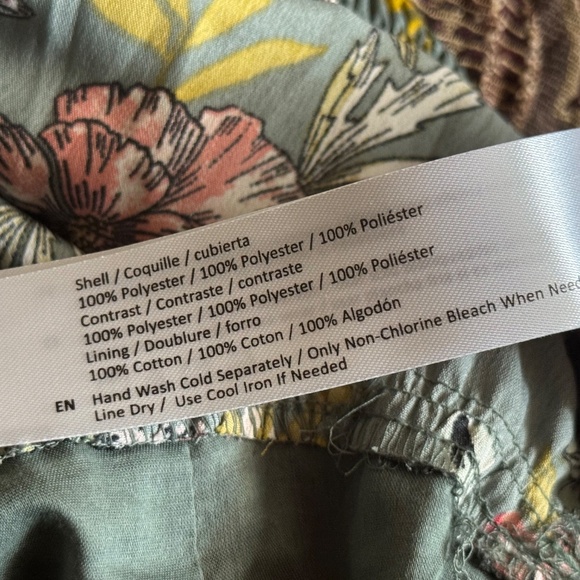 Shell / Coquille / cubierta
100% Polyester / 100% Polyester / 100% Poliéster
Contrast / Contraste / contraste
100% Polyester / 100% Polyester / 100% Poliéster
Lining / Doublure / forro
100% Cotton / 100% Coton / 100% Algodón
EN Hand Wash Cold Separately / Only Non-Chlorine Bleach When Need
Line Dry / Use Cool Iron If Needed